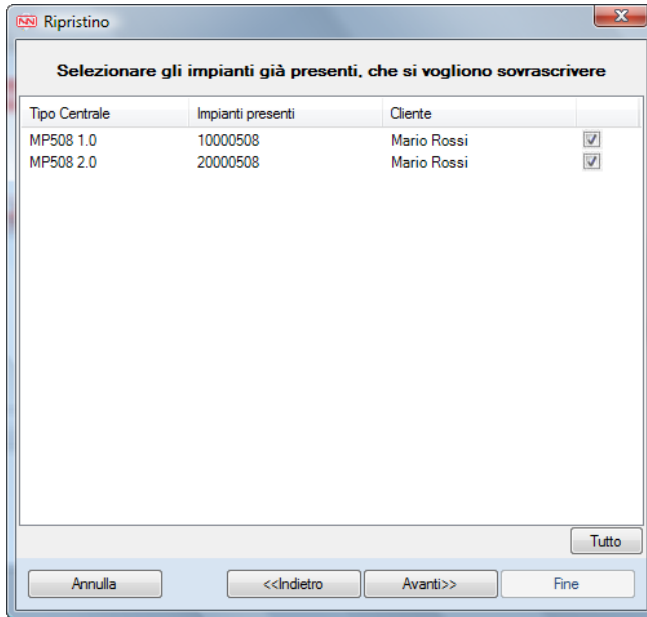 Ripristino
Selezionare gli impianti già presenti, che si vogliono sovrascrivere
Tipo Centrale Impianti presenti Cliente
MP508 1.0 10000508 Mario Rossi
MP508 2.0 20000508 Mario Rossi
Tutto
Annulla <<Indietro Avanti>> Fine